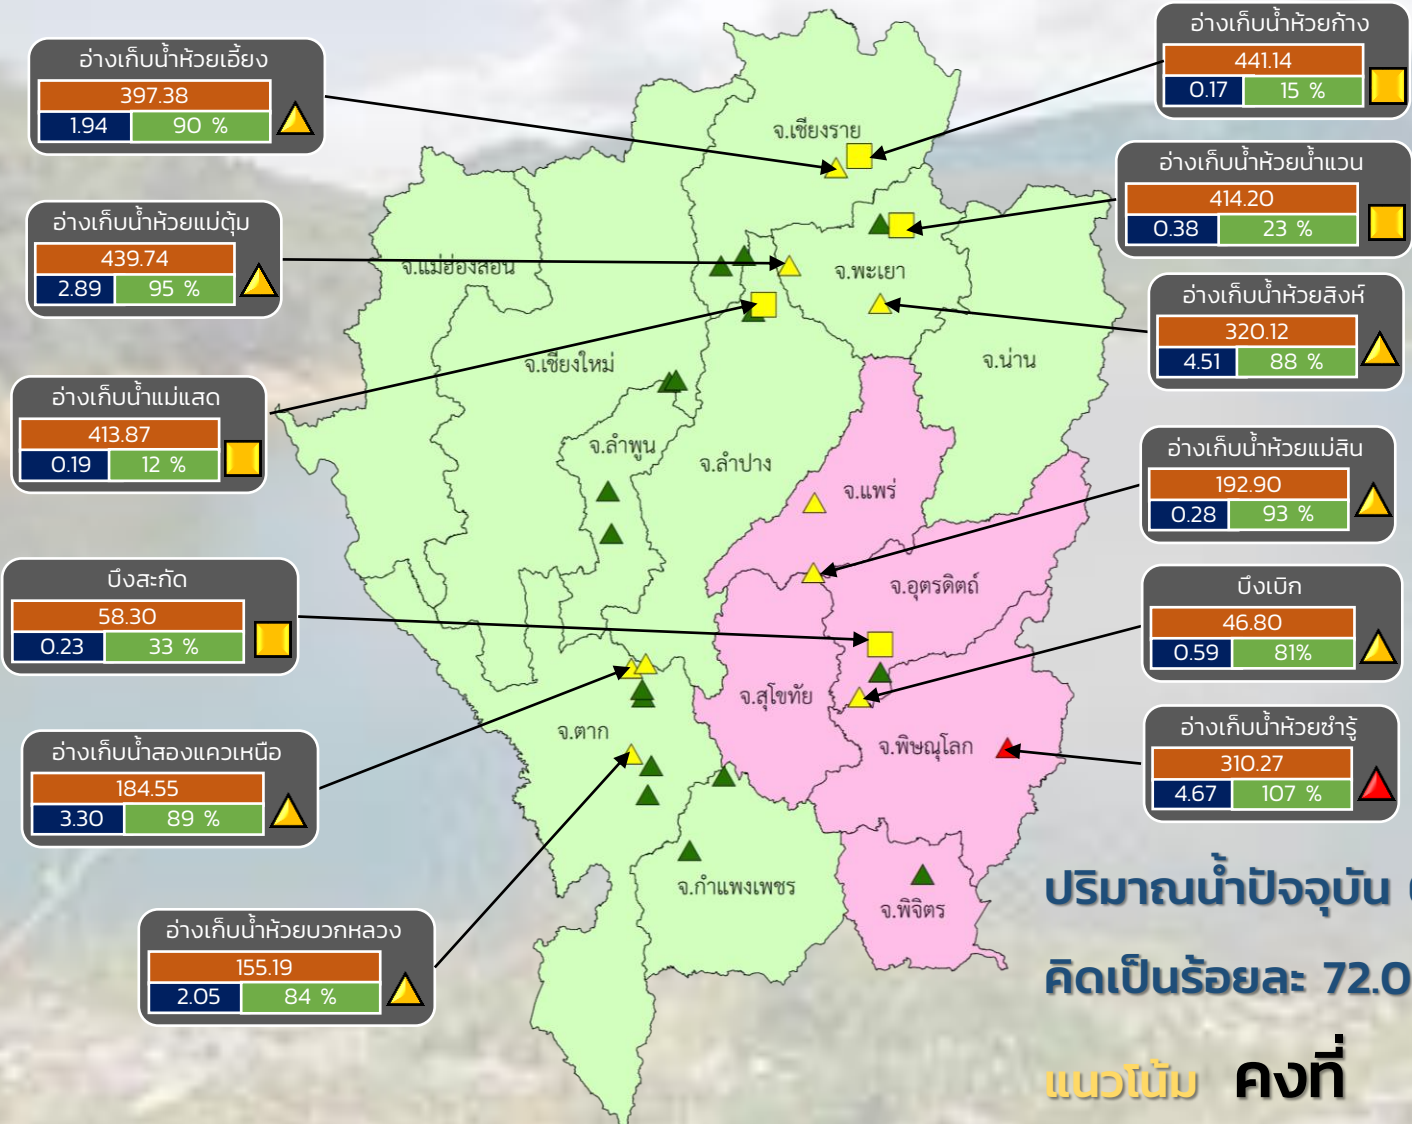 อ่างเก็บน้ำห้วยเอี้ยง
397.38
1.94 90 %
อ่างเก็บน้ำห้วยแม่ตุ้ม
439.74
2.89 95 %
อ่างเก็บน้ำแม่แสด
413.87
0.19 12 %
บึงสะกัด
58.30
0.23 33 %
อ่างเก็บน้ำสองแควเหนือ
184.55
3.30 89 %
อ่างเก็บน้ำห้วยบวกหลวง
155.19
2.05 84 %
จ.เชียงราย
จ.แม่ฮ่องสอน
จ.พะเยา
จ.เชียงใหม่
จ.น่าน
จ.ลำพูน
จ.ลำปาง
จ.แพร่
จ.อุตรดิตถ์
จ.สุโขทัย
จ.ตาก
จ.พิษณุโลก
จ.กำแพงเพชร
จ.พิจิตร
อ่างเก็บน้ำห้วยก้าง
441.14
0.17 15 %
อ่างเก็บน้ำห้วยน้ำแวน
414.20
0.38 23 %
อ่างเก็บน้ำห้วยสิงห์
320.12
4.51 88 %
อ่างเก็บน้ำห้วยแม่สิน
192.90
0.28 93 %
บึงเบิก
46.80
0.59 81%
อ่างเก็บน้ำห้วยซำรู้
310.27
4.67 107 %
ปริมาณน้ำปัจจุบัน
คิดเป็นร้อยละ 72.0
แนวโน้ม คงที่